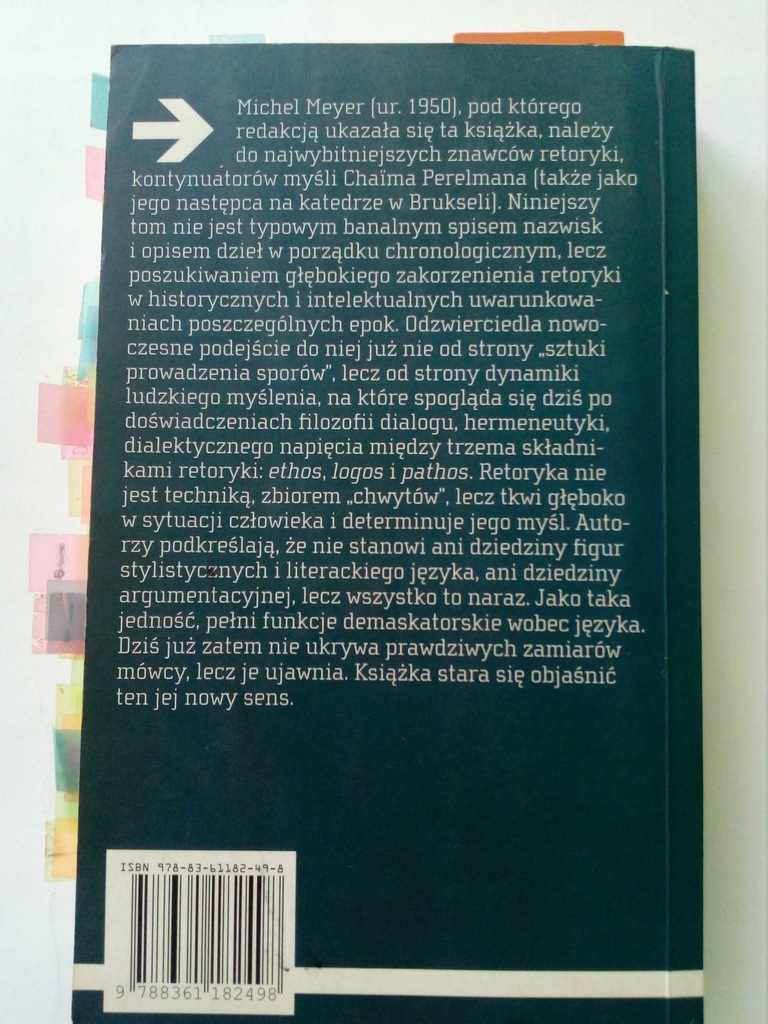 Michel Meyer (ur. 1950), pod którego
redakcją ukazała się ta książka, należy
do najwybitniejszych znawców retoryki,
kontynuatorów myśli Chaïma Perelmana (także jako
jego następca na katedrze w Brukseli). Niniejszy
tom nie jest typowym banalnym spisem nazwisk
i opisem dzieł w porządku chronologicznym, lecz
poszukiwaniem głębokiego zakorzenienia retoryki
w historycznych i intelektualnych uwarunkowa-
niach poszczególnych epok. Odzwierciedla nowo-
czesne podejście do niej już nie od strony „sztuki
prowadzenia sporów”, lecz od strony dynamiki
ludzkiego myślenia, na które spogląda się dziś po
doświadczeniach filozofii dialogu, hermeneutyki,
dialektycznego napięcia między trzema składni-
kami retoryki: ethos, logos i pathos. Retoryka nie
jest techniką, zbiorem „chwytów”, lecz tkwi głęboko
w sytuacji człowieka i determinuje jego myśl. Auto-
rzy podkreślają, że nie stanowi ani dziedziny figur
stylistycznych i literackiego języka, ani dziedziny
argumentacyjnej, lecz wszystko to naraz. Jako taka
jedność, pełni funkcje demaskatorskie wobec języka.
Dziś już zatem nie ukrywa prawdziwych zamiarów
mówcy, lecz je ujawnia. Książka stara się objaśnić
ten jej nowy sens.
ISBN 978-83-61182-49-8
9 788361 182498